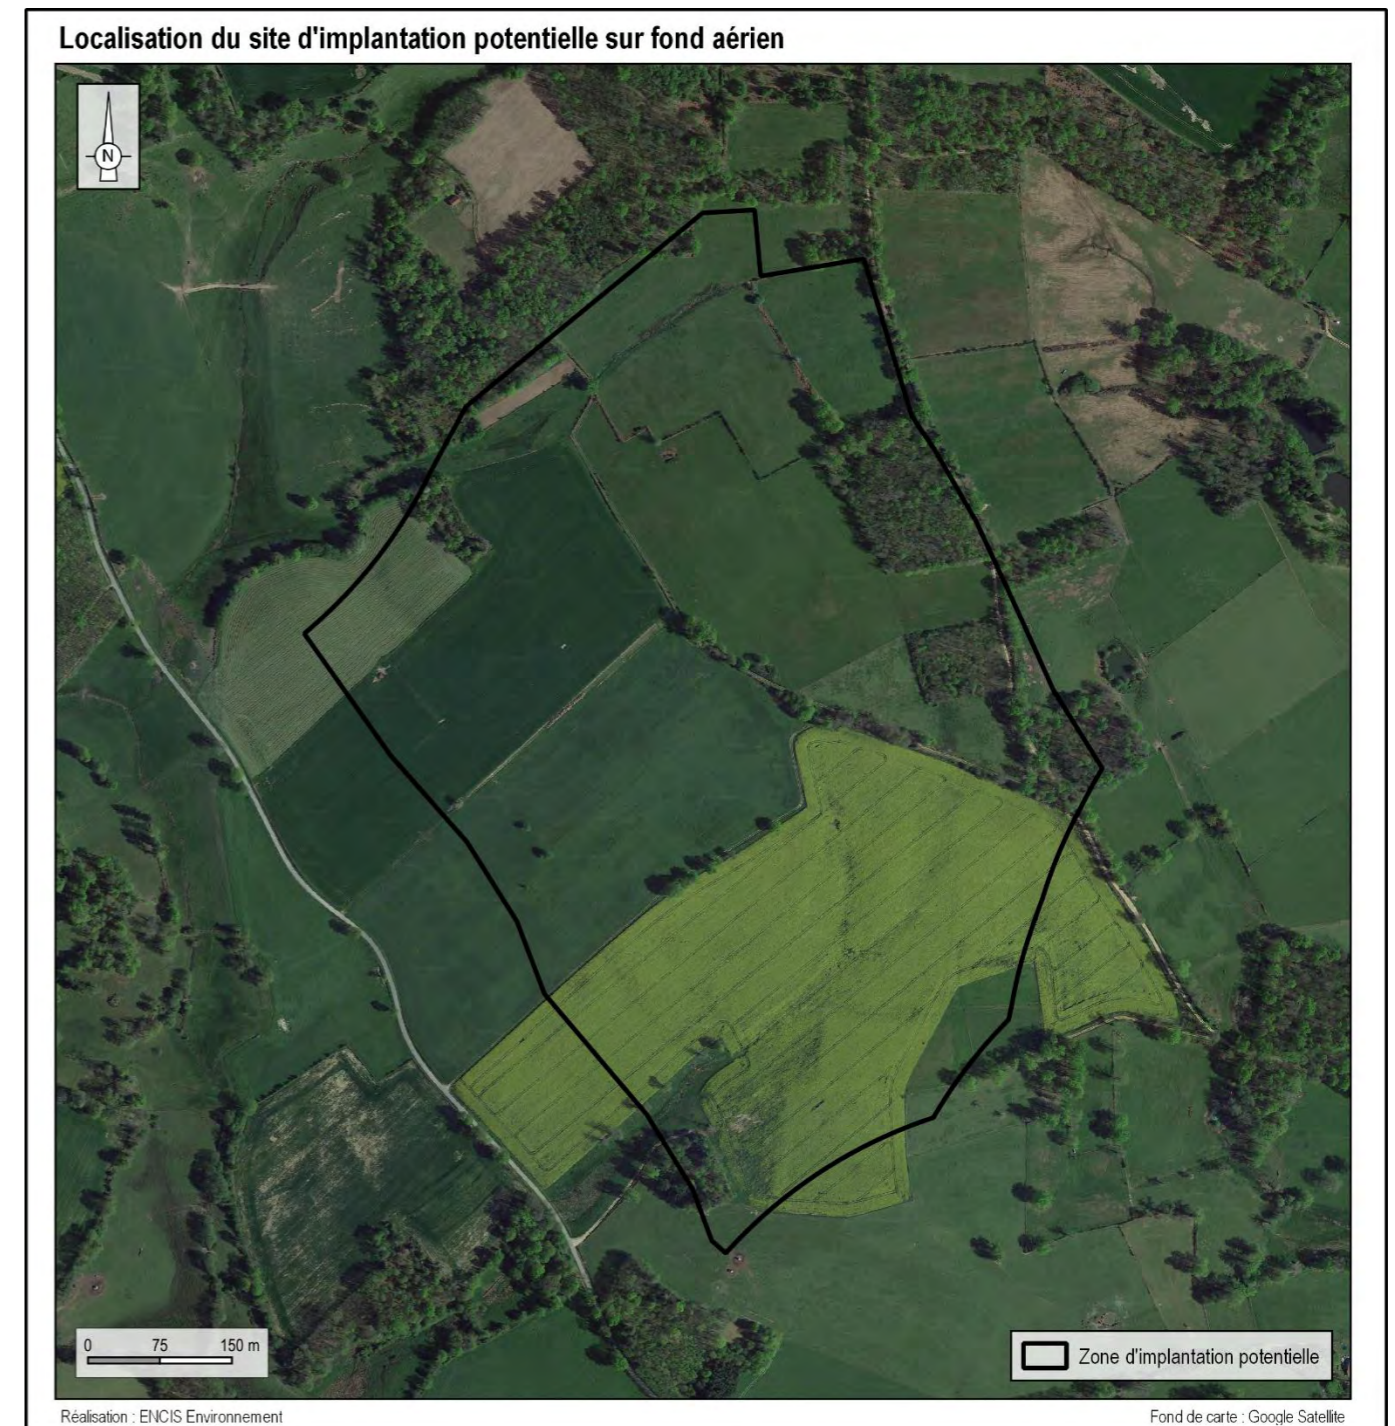 Localisation du site d'implantation potentielle sur fond aérien
N
0 75 150 m
Zone d'implantation potentielle
Réalisation : ENCIS Environnement
Fond de carte : Google Satellite